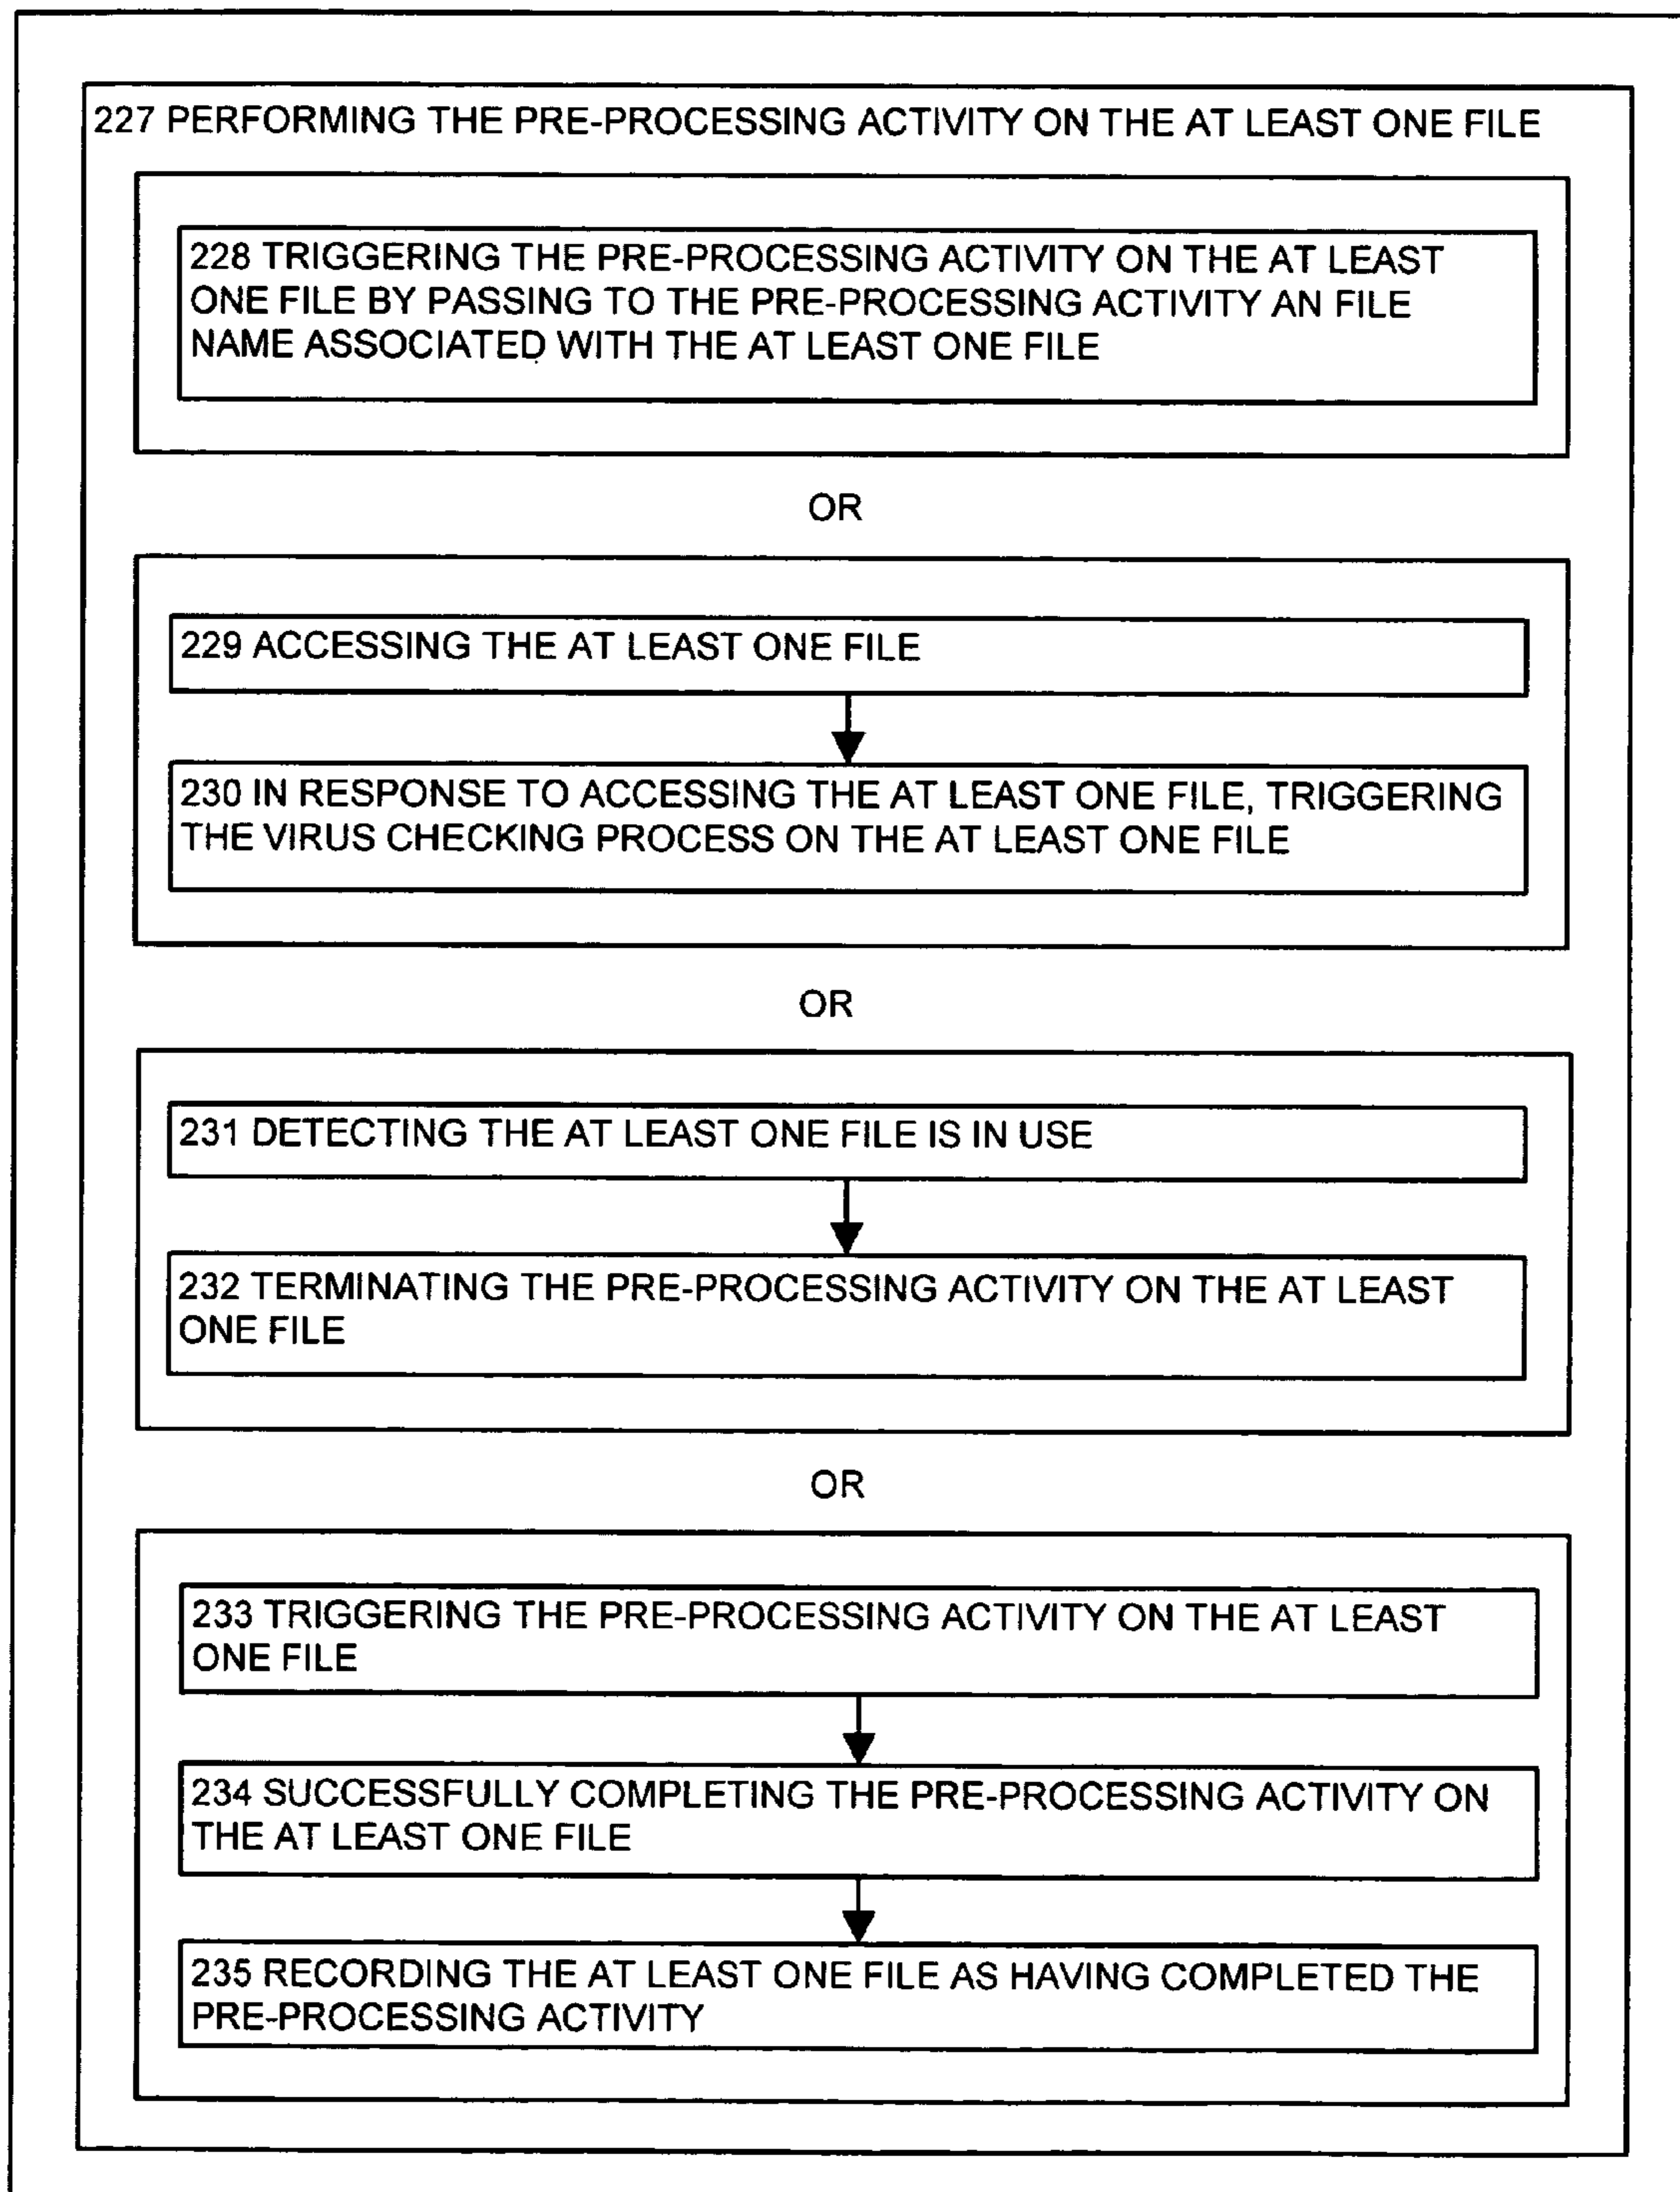 227 PERFORMING THE PRE-PROCESSING ACTIVITY ON THE AT LEAST ONE FILE
228 TRIGGERING THE PRE-PROCESSING ACTIVITY ON THE AT LEAST
ONE FILE BY PASSING TO THE PRE-PROCESSING ACTIVITY AN FILE
NAME ASSOCIATED WITH THE AT LEAST ONE FILE
OR
229 ACCESSING THE AT LEAST ONE FILE
230 IN RESPONSE TO ACCESSING THE AT LEAST ONE FILE, TRIGGERING
THE VIRUS CHECKING PROCESS ON THE AT LEAST ONE FILE
OR
231 DETECTING THE AT LEAST ONE FILE IS IN USE
232 TERMINATING THE PRE-PROCESSING ACTIVITY ON THE AT LEAST
ONE FILE
OR
233 TRIGGERING THE PRE-PROCESSING ACTIVITY ON THE AT LEAST
ONE FILE
234 SUCCESSFULLY COMPLETING THE PRE-PROCESSING ACTIVITY ON
THE AT LEAST ONE FILE
235 RECORDING THE AT LEAST ONE FILE AS HAVING COMPLETED THE
PRE-PROCESSING ACTIVITY